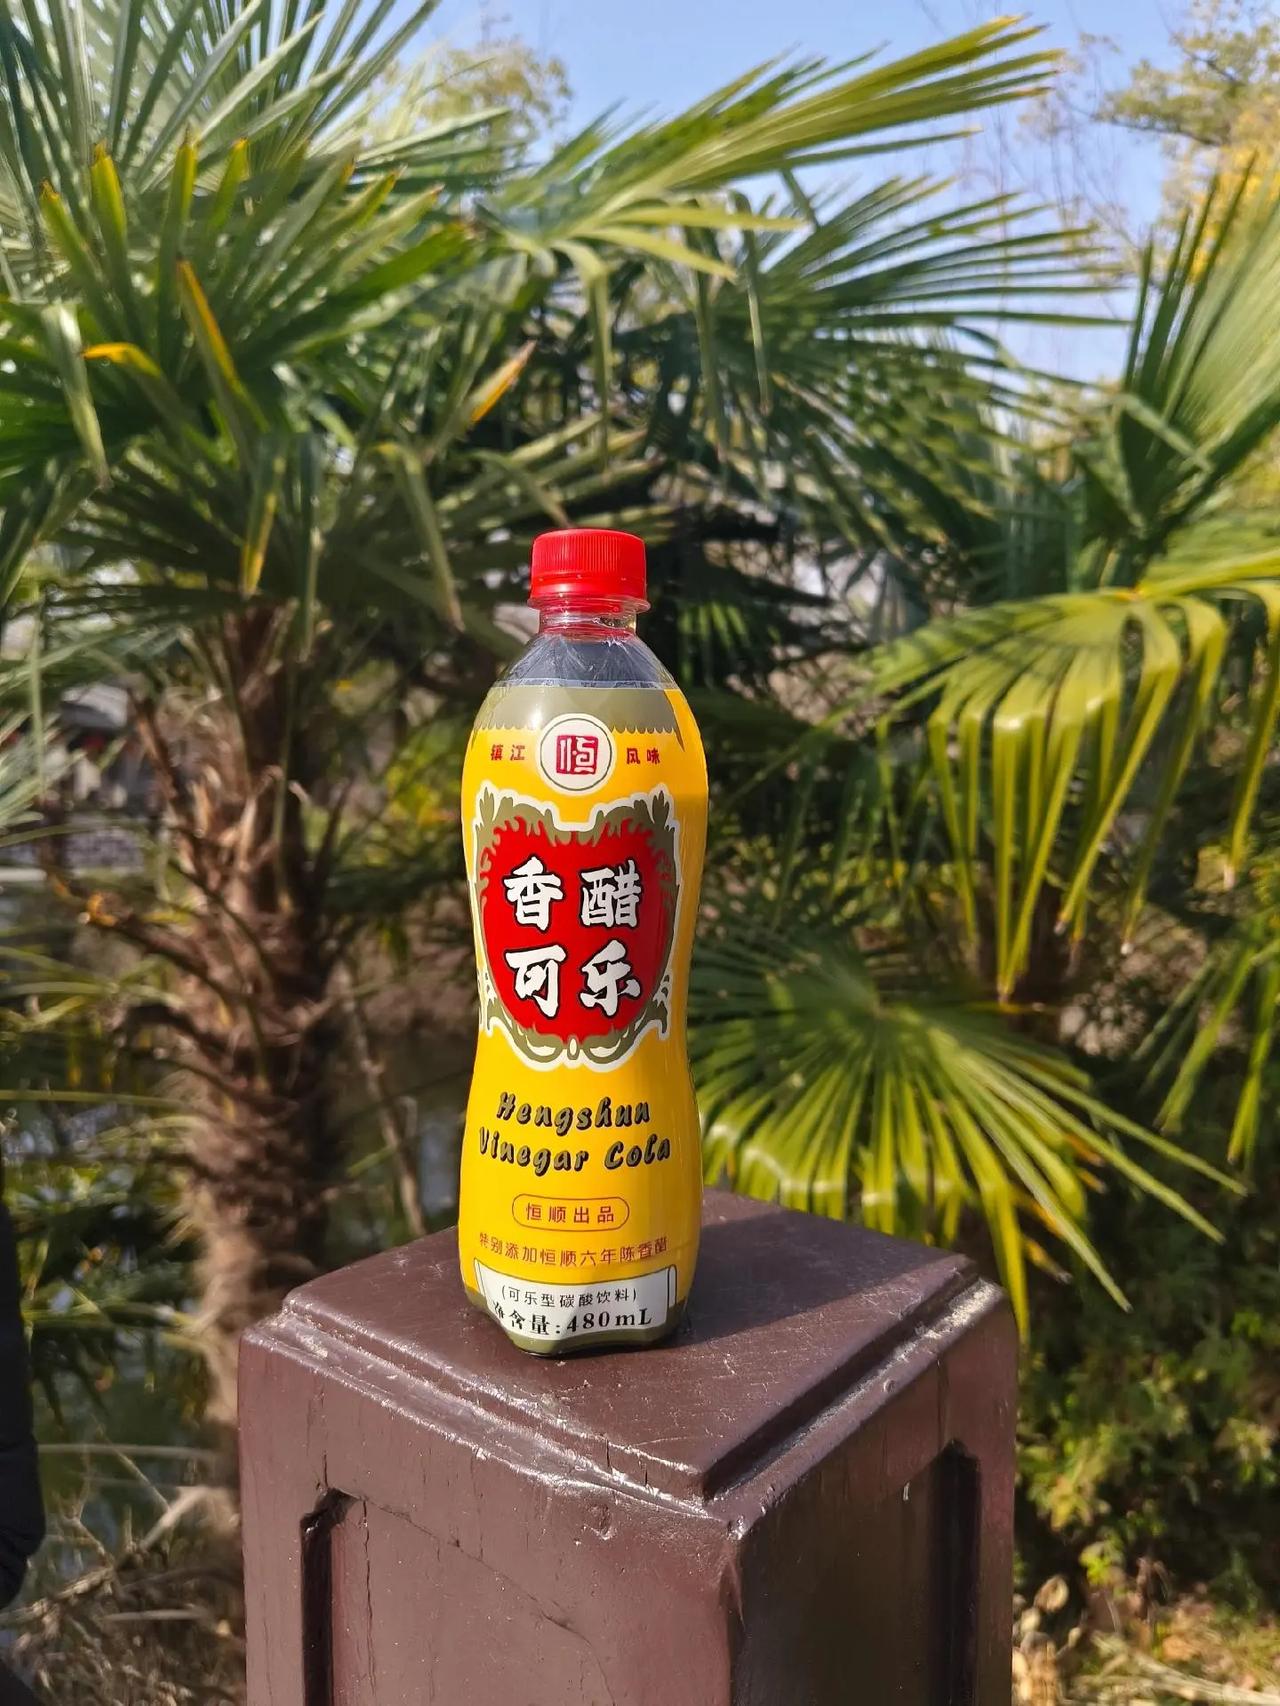 镇江 恒 风味
香醋
可乐
Hengshun
Vinegar Cola
恒顺出品
特别添加恒顺六年陈香醋
(可乐型碳酸饮料)
净含量:480mL